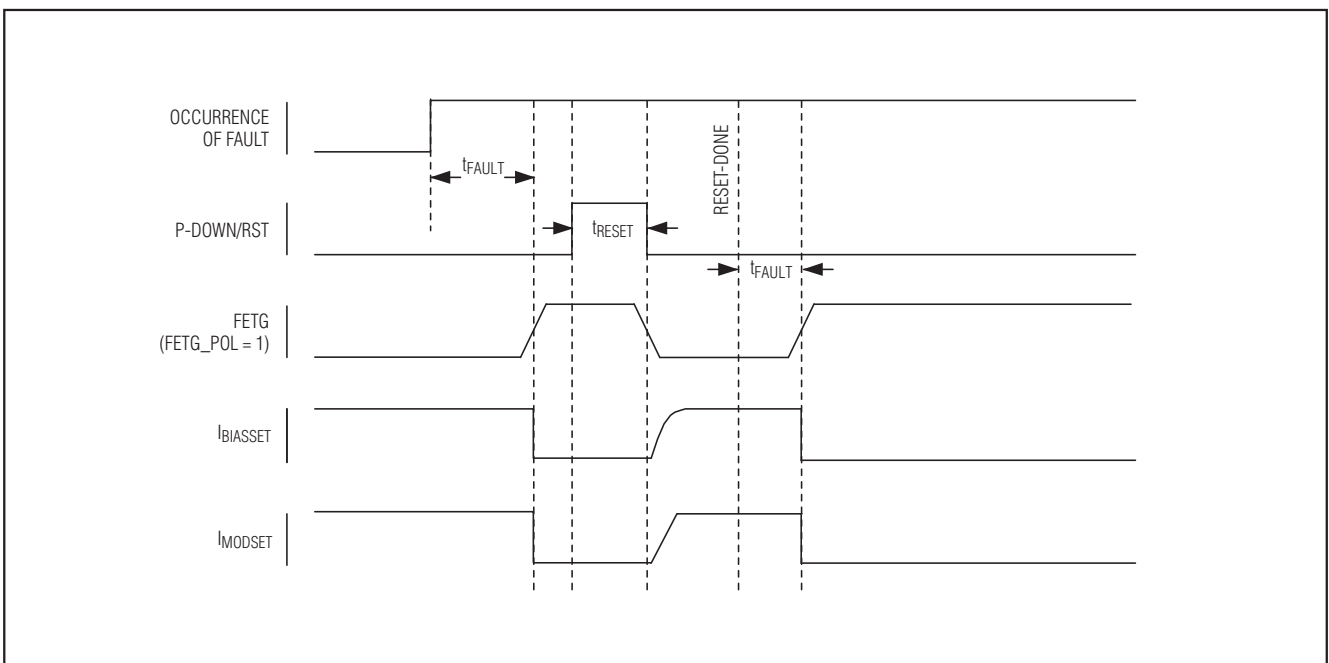 OCCURRENCE
OF FAULT
tFAULT
RESET-DONE
P-DOWN/RST
tRESET
tFAULT
FETG
(FETG_POL = 1)
IBIASSET
IMODSET